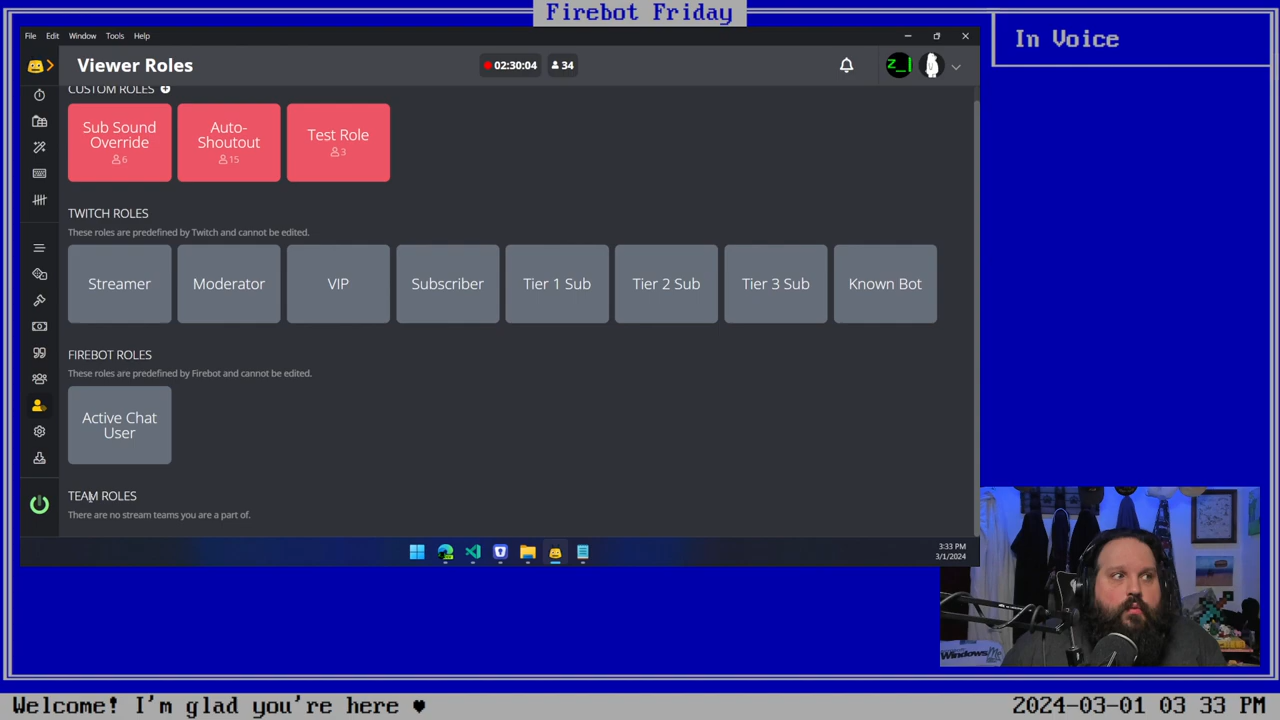 Firebot Friday
In Voice
File Edit Window Tools Help
Viewer Roles
02:30:04
34
z_l
CUSTOM ROLES
Sub Sound
Override
6
Auto-
Shoutout
15
Test Role
3
TWITCH ROLES
These roles are predefined by Twitch and cannot be edited.
Streamer
Moderator
VIP
Subscriber
Tier 1 Sub
Tier 2 Sub
Tier 3 Sub
Known Bot
FIREBOT ROLES
These roles are predefined by Firebot and cannot be edited.
Active Chat
User
TEAM ROLES
There are no stream teams you are a part of.
3:33 PM
3/1/2024
Windows Me
Welcome! I'm glad you're here ♥
2024-03-01 03 33 PM